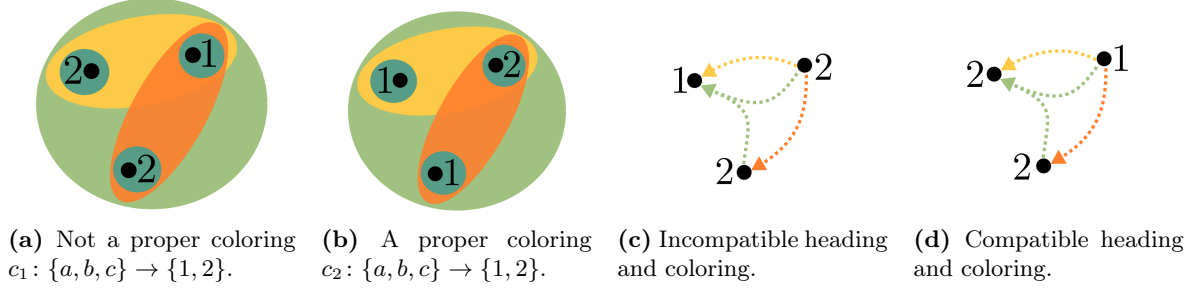 2 1 2
1 2 1
1 2 2
2 1 2
(a) Not a proper coloring
c₁: {a, b, c} → {1, 2}.
(b) A proper coloring
c₂: {a, b, c} → {1, 2}.
(c) Incompatible heading
and coloring.
(d) Compatible heading
and coloring.